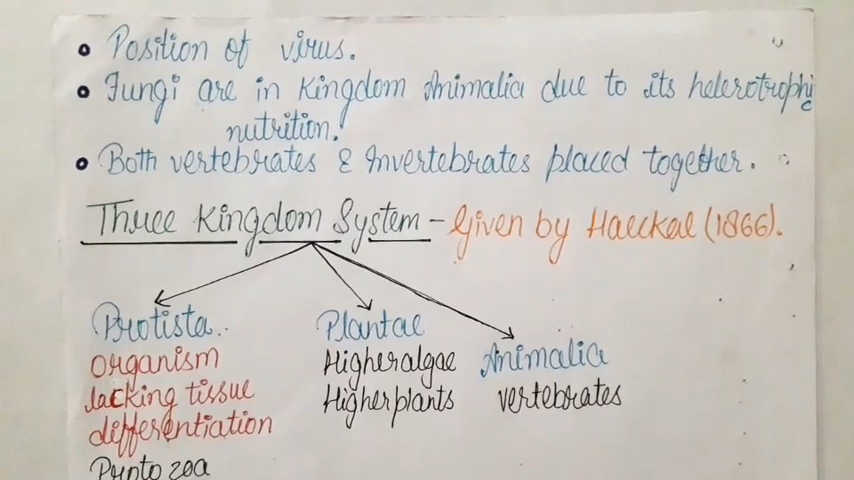 Position of virus.
Fungi are in Kingdom Animalia due to its heterotrophic
nutrition.
Both vertebrates & Invertebrates placed together.
Three Kingdom System - Given by Haeckal (1866).
Protista..
Plantae
Animalia
organism
lacking tissue
differentiation
Higher algae
Higher plants
vertebrates
Protozoa